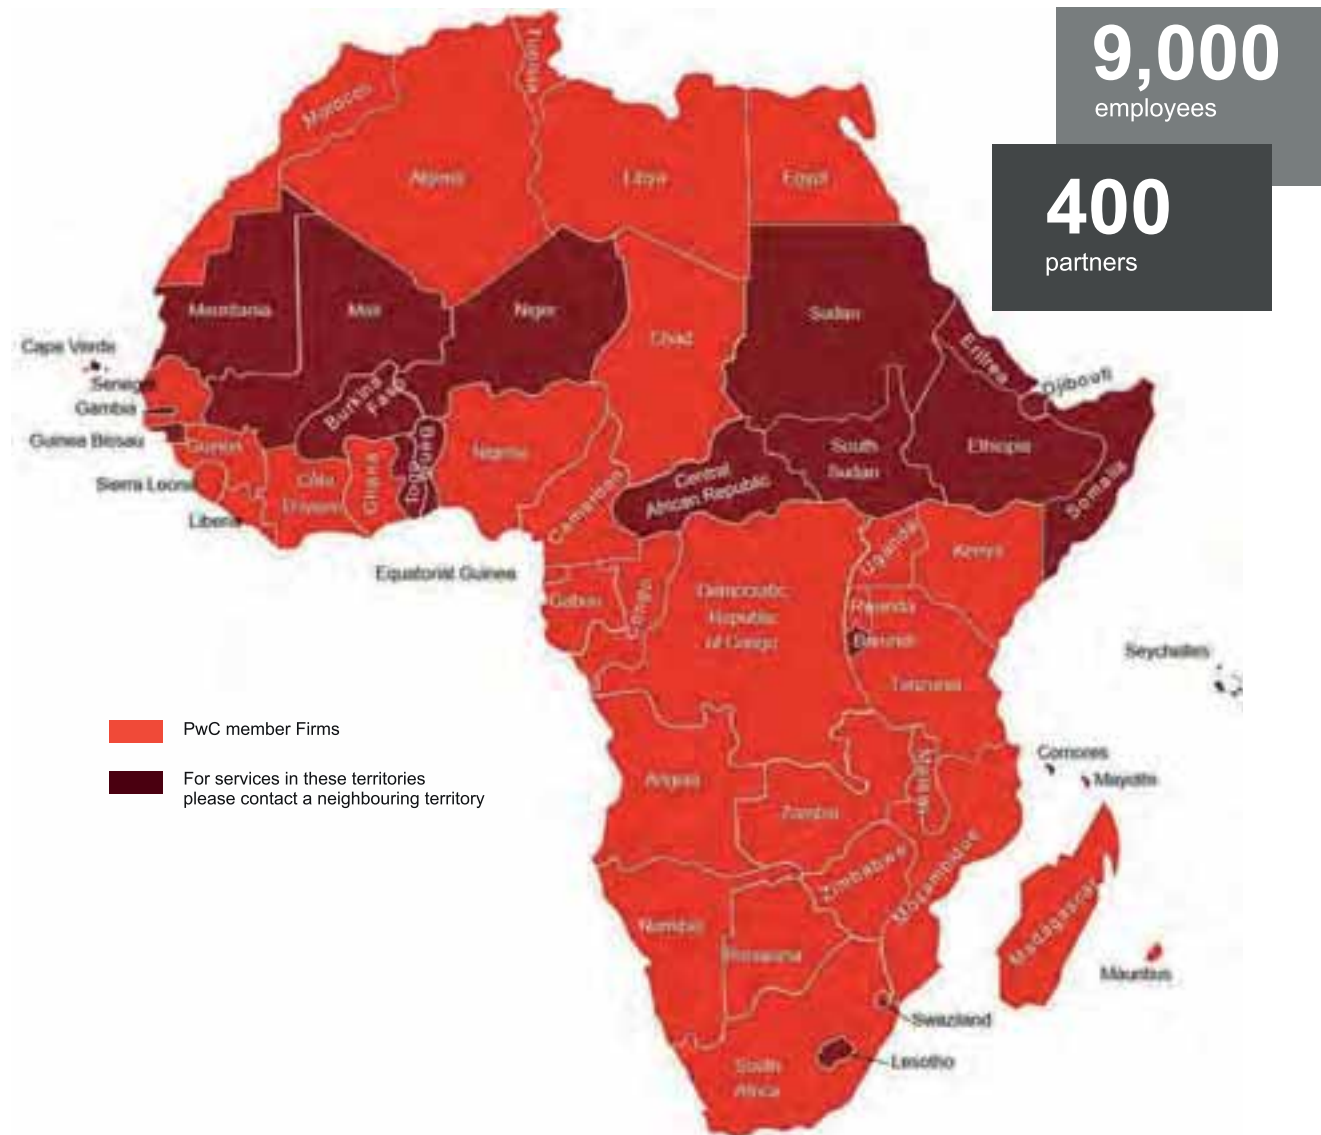 9,000
employees
400
partners
Tunisia
Morocco
Algeria
Libya
Egypt
Mauritania
Mali
Niger
Chad
Sudan
Eritrea
Djibouti
Cape Verde
Senegal
Gambia
Guinea Bissau
Guinea
Sierra Leone
Liberia
Burkina
Faso
Côte
D'Ivoire
Ghana
Togo
Benin
Nigeria
Cameroon
Central
African Republic
South
Sudan
Ethiopia
Somalia
Equatorial Guinea
Gabon
Congo
Democratic
Republic
of Congo
Uganda
Kenya
Rwanda
Burundi
Tanzania
Seychelles
PwC member Firms
For services in these territories
please contact a neighbouring territory
Comores
Mayotte
Angola
Zambia
Malawi
Zimbabwe
Mozambique
Madagascar
Mauritius
Namibia
Botswana
Swaziland
Lesotho
South
Africa